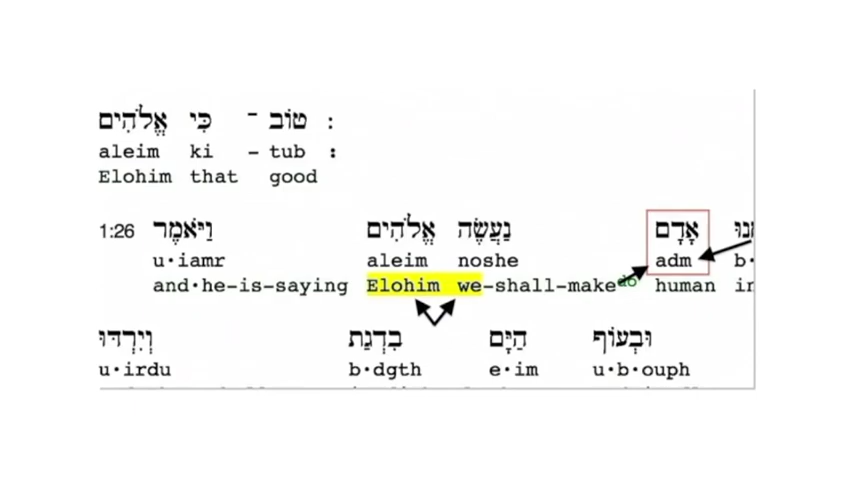 אֱלֹהִים כִּי ־ טוֹב :
aleim ki - tub :
Elohim that good
1:26 וַיֹּאמֶר אֱלֹהִים נַעֲשֶׂה אָדָם
u·iamr aleim noshe adm b·
and·he-is-saying Elohim we-shall-make do human in
וְיִרְדּוּ בִדְגַת הַיָּם וּבְעוֹף
u·irdu b·dgth e·im u·b·ouph